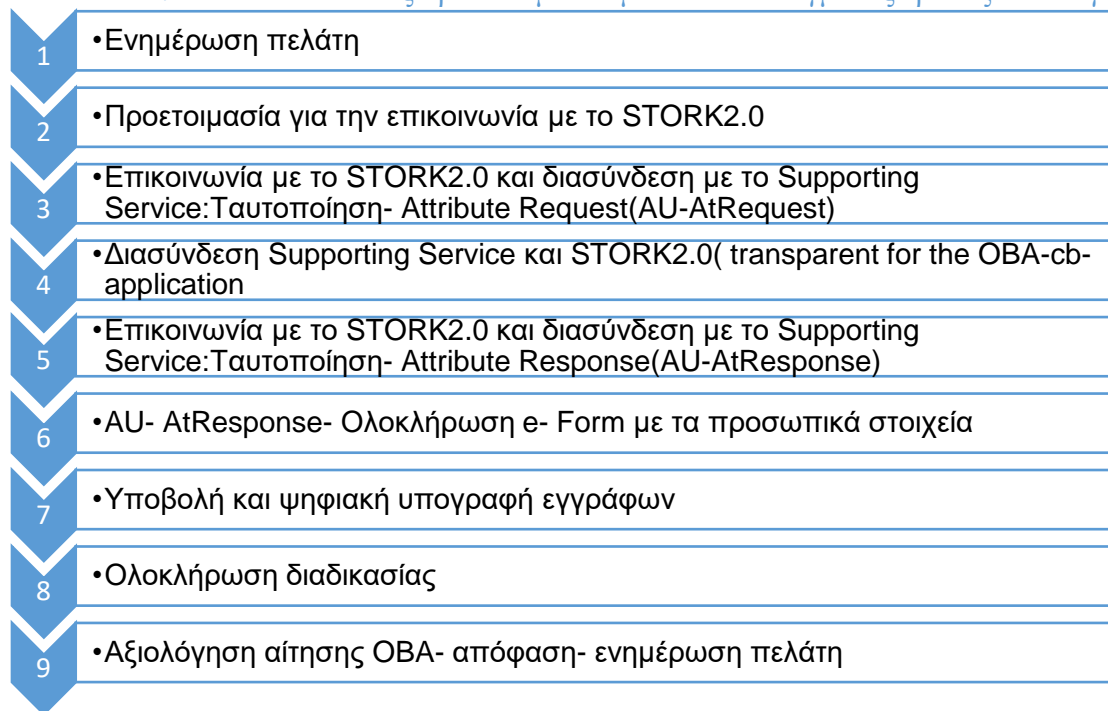 1
•Ενημέρωση πελάτη
2
•Προετοιμασία για την επικοινωνία με το STORK2.0
3
•Επικοινωνία με το STORK2.0 και διασύνδεση με το Supporting
Service:Ταυτοποίηση- Attribute Request(AU-AtRequest)
4
•Διασύνδεση Supporting Service και STORK2.0( transparent for the OBA-cb-
application
5
•Επικοινωνία με το STORK2.0 και διασύνδεση με το Supporting
Service:Ταυτοποίηση- Attribute Response(AU-AtResponse)
6
•AU- AtResponse- Ολοκλήρωση e- Form με τα προσωπικά στοιχεία
7
•Υποβολή και ψηφιακή υπογραφή εγγράφων
8
•Ολοκλήρωση διαδικασίας
9
•Αξιολόγηση αίτησης OBA- απόφαση- ενημέρωση πελάτη